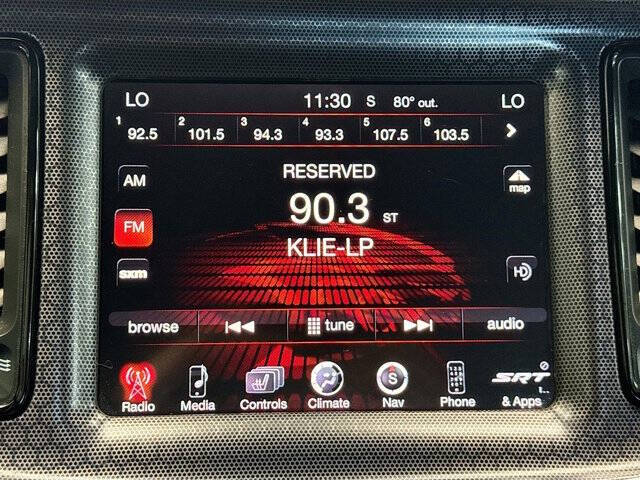 LO 11:30 S 80° out. LO
1 92.5 2 101.5 3 94.3 4 93.3 5 107.5 6 103.5
RESERVED
AM
map
90.3 ST
FM
KLIE-LP
sxm
HD
browse tune audio
S
SRT
Radio Media Controls Climate Nav Phone & Apps